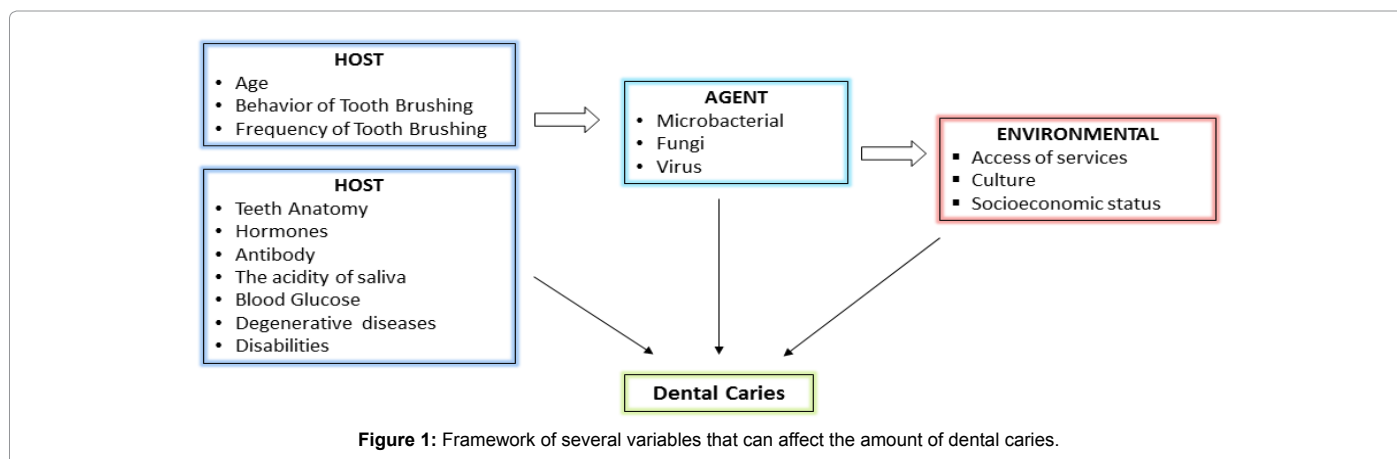 HOST
• Age
• Behavior of Tooth Brushing
• Frequency of Tooth Brushing
HOST
• Teeth Anatomy
• Hormones
• Antibody
• The acidity of saliva
• Blood Glucose
• Degenerative diseases
• Disabilities
AGENT
• Microbacterial
• Fungi
• Virus
ENVIRONMENTAL
▪ Access of services
▪ Culture
▪ Socioeconomic status
Dental Caries
Figure 1: Framework of several variables that can affect the amount of dental caries.